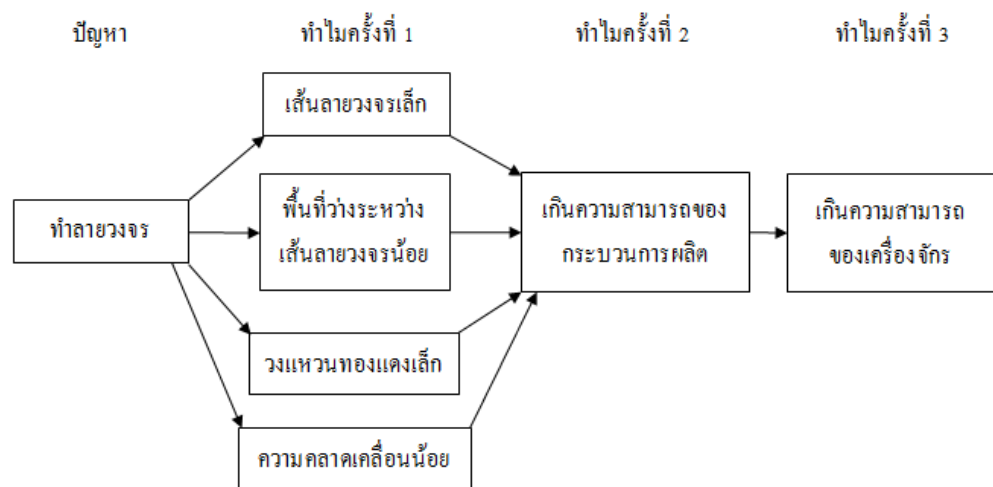 ปัญหา ทำไมครั้งที่ 1 ทำไมครั้งที่ 2 ทำไมครั้งที่ 3
เส้นลายวงจรเล็ก
ทำลายวงจร
พื้นที่ว่างระหว่าง
เส้นลายวงจรน้อย
วงแหวนทองแดงเล็ก
ความคลาดเคลื่อนน้อย
เกินความสามารถของ
กระบวนการผลิต
เกินความสามารถ
ของเครื่องจักร